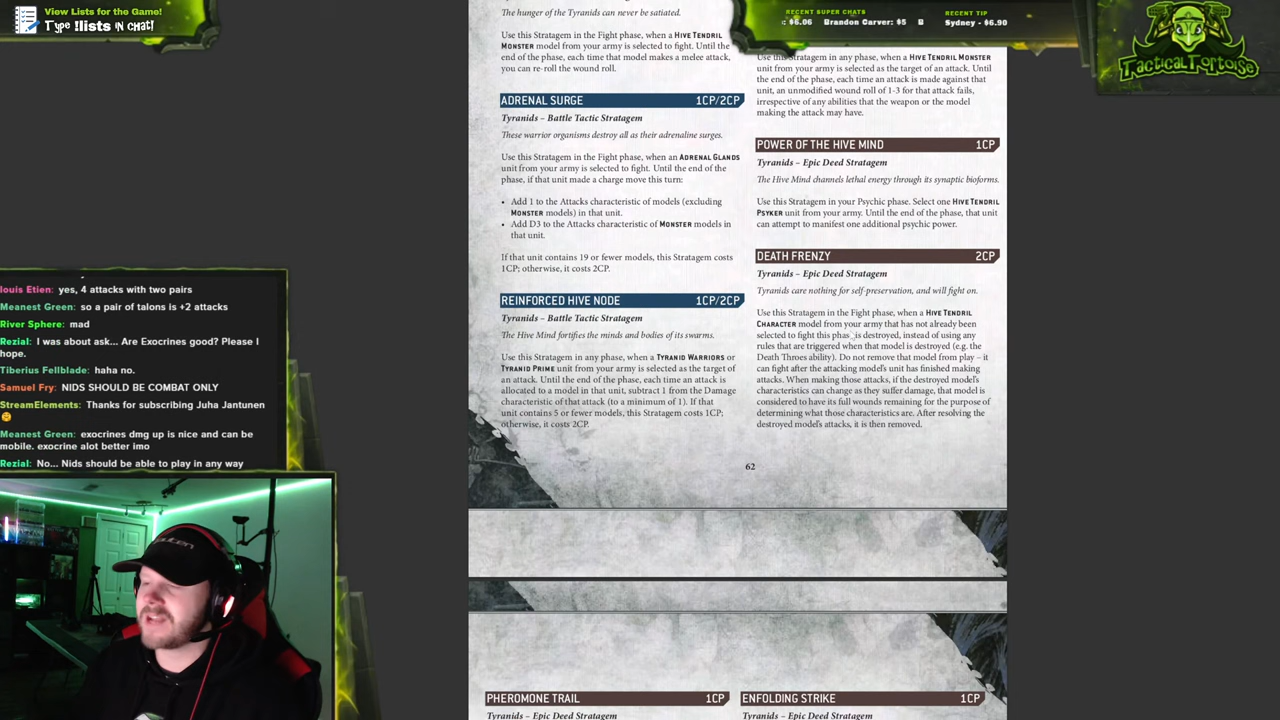 View Lists for the Game!
Type !lists in chat!
RECENT SUPER CHATS
: $6.06 Brandon Carver: $5 B
RECENT TIP
Sydney - $6.90
TacticalTortoise
The hunger of the Tyranids can never be satiated.
Use this Stratagem in the Fight phase, when a HIVE TENDRIL
MONSTER model from your army is selected to fight. Until the
end of the phase, each time that model makes a melee attack,
you can re-roll the wound roll.
ADRENAL SURGE 1CP/2CP
Tyranids – Battle Tactic Stratagem
These warrior organisms destroy all as their adrenaline surges.
Use this Stratagem in the Fight phase, when an ADRENAL GLANDS
unit from your army is selected to fight. Until the end of the
phase, if that unit made a charge move this turn:
• Add 1 to the Attacks characteristic of models (excluding
MONSTER models) in that unit.
• Add D3 to the Attacks characteristic of MONSTER models in
that unit.
If that unit contains 19 or fewer models, this Stratagem costs
1CP; otherwise, it costs 2CP.
REINFORCED HIVE NODE 1CP/2CP
Tyranids – Battle Tactic Stratagem
The Hive Mind fortifies the minds and bodies of its swarms.
Use this Stratagem in any phase, when a TYRANID WARRIORS or
TYRANID PRIME unit from your army is selected as the target of
an attack. Until the end of the phase, each time an attack is
allocated to a model in that unit, subtract 1 from the Damage
characteristic of that attack (to a minimum of 1). If that
unit contains 5 or fewer models, this Stratagem costs 1CP;
otherwise, it costs 2CP.
Use this Stratagem in any phase, when a HIVE TENDRIL MONSTER
unit from your army is selected as the target of an attack. Until
the end of the phase, each time an attack is made against that
unit, an unmodified wound roll of 1-3 for that attack fails,
irrespective of any abilities that the weapon or the model
making the attack may have.
POWER OF THE HIVE MIND 1CP
Tyranids – Epic Deed Stratagem
The Hive Mind channels lethal energy through its synaptic bioforms.
Use this Stratagem in your Psychic phase. Select one HIVE TENDRIL
PSYKER unit from your army. Until the end of the phase, that unit
can attempt to manifest one additional psychic power.
DEATH FRENZY 2CP
Tyranids – Epic Deed Stratagem
Tyranids care nothing for self-preservation, and will fight on.
Use this Stratagem in the Fight phase, when a HIVE TENDRIL
CHARACTER model from your army that has not already been
selected to fight this phase is destroyed, instead of using any
rules that are triggered when that model is destroyed (e.g. the
Death Throes ability). Do not remove that model from play – it
can fight after the attacking model's unit has finished making
attacks. When making those attacks, if the destroyed model's
characteristics can change as they suffer damage, that model is
considered to have its full wounds remaining for the purpose of
determining what those characteristics are. After resolving the
destroyed model's attacks, it is then removed.
62
PHEROMONE TRAIL 1CP
Tyranids – Epic Deed Stratagem
ENFOLDING STRIKE 1CP
Tyranids – Epic Deed Stratagem
louis Etien: yes, 4 attacks with two pairs
Meanest Green: so a pair of talons is +2 attacks
River Sphere: mad
Rezial: I was about ask... Are Exocrines good? Please I
hope.
Tiberius Fellblade: haha no.
Samuel Fry: NIDS SHOULD BE COMBAT ONLY
StreamElements: Thanks for subscribing Juha Jantunen
Meanest Green: exocrines dmg up is nice and can be
mobile. exocrine alot better imo
Rezial: No... Nids should be able to play in any way